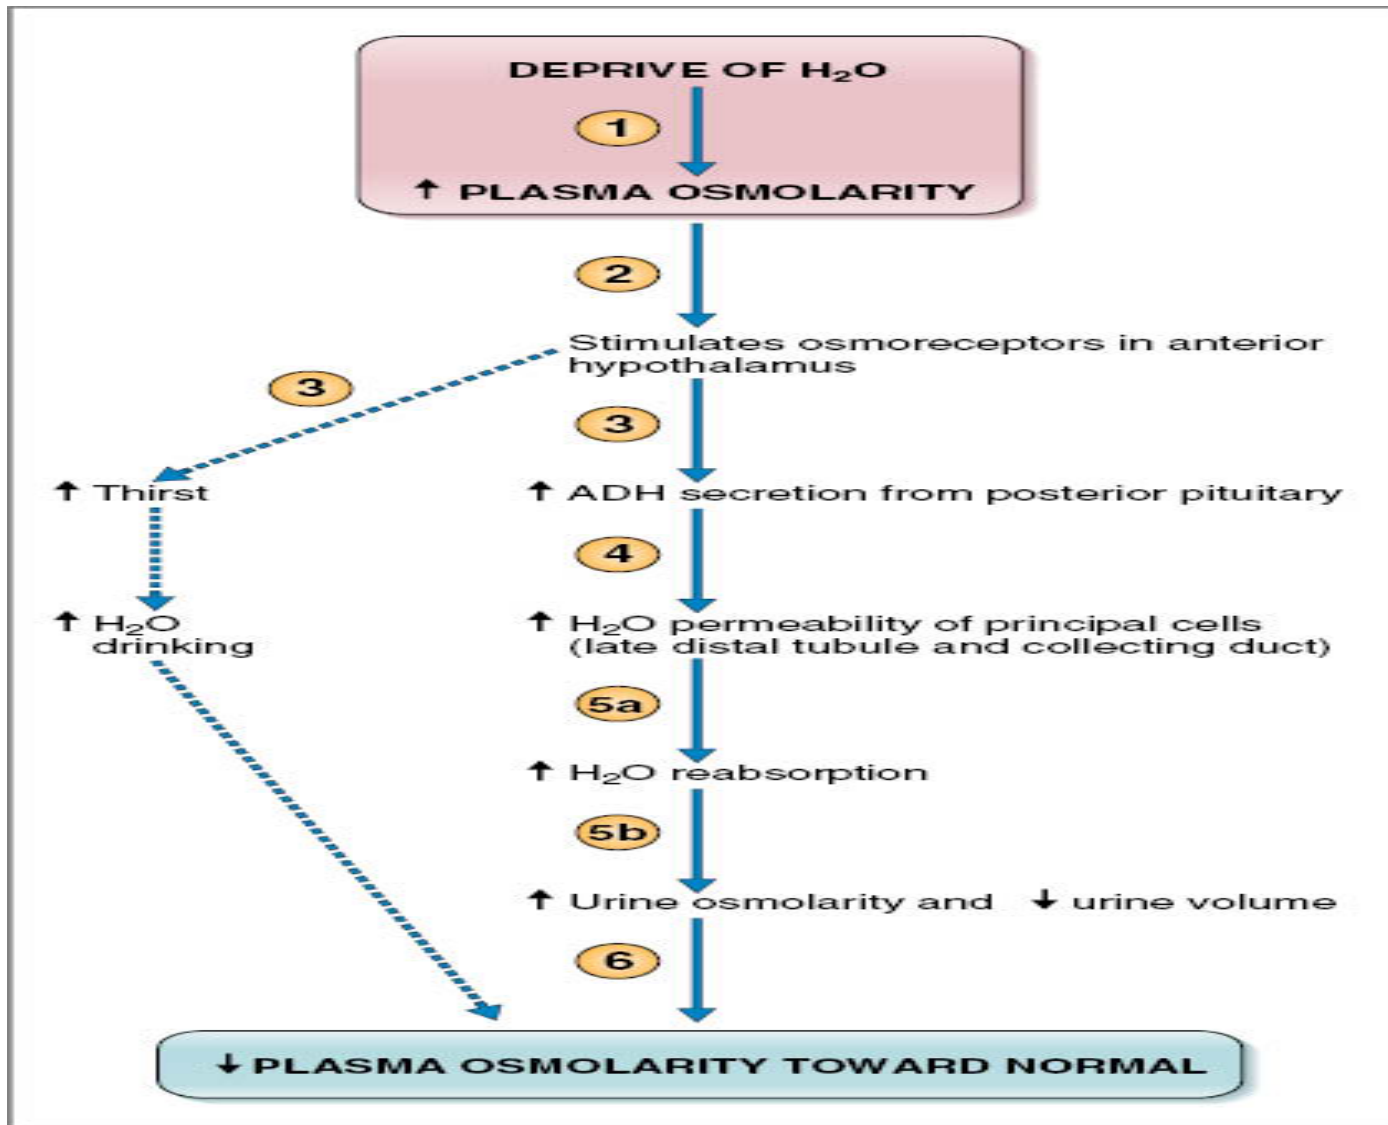 DEPRIVE OF H₂O
1
↑ PLASMA OSMOLARITY
2
Stimulates osmoreceptors in anterior
hypothalamus
3
3
↑ Thirst
↑ ADH secretion from posterior pituitary
4
↑ H₂O
drinking
↑ H₂O permeability of principal cells
(late distal tubule and collecting duct)
5a
↑ H₂O reabsorption
5b
↑ Urine osmolarity and ↓ urine volume
6
↓ PLASMA OSMOLARITY TOWARD NORMAL